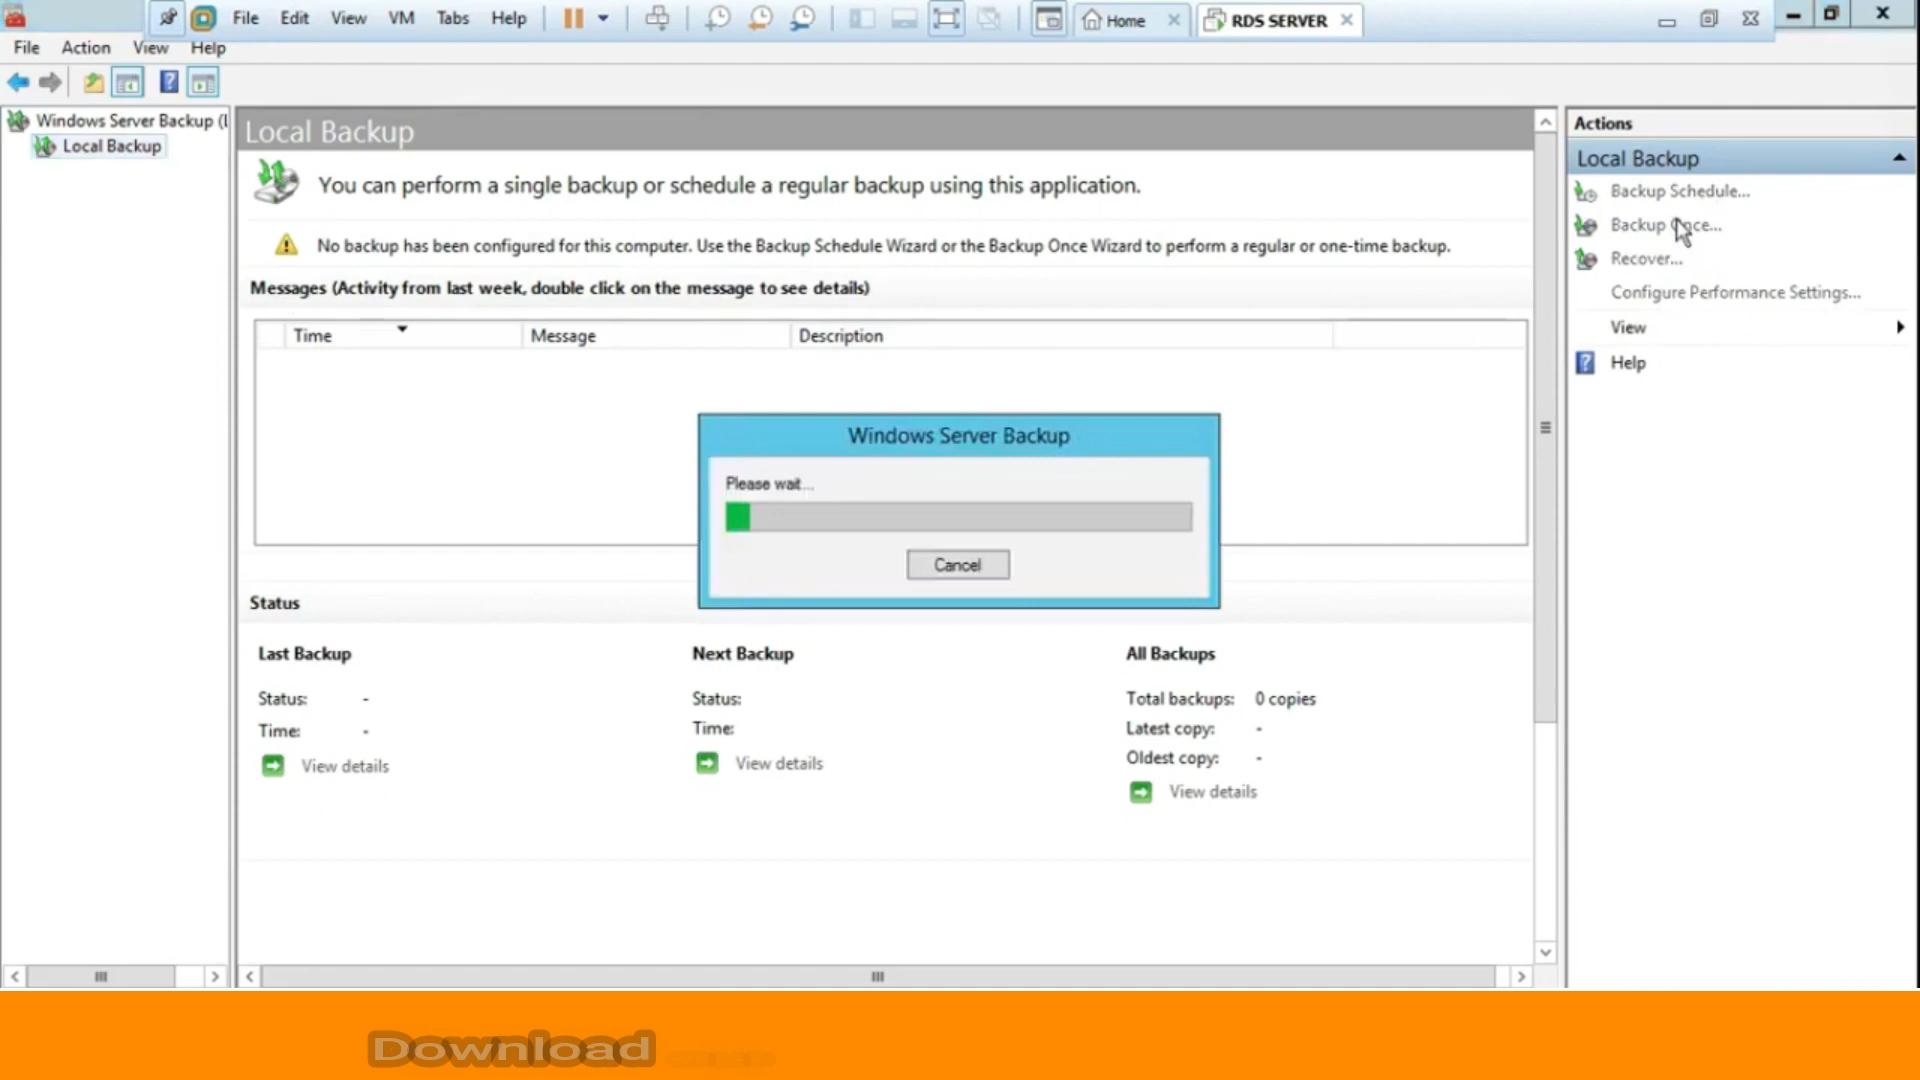 File Edit View VM Tabs Help Home RDS SERVER
File Action View Help
Windows Server Backup (L
Local Backup
Local Backup
You can perform a single backup or schedule a regular backup using this application.
No backup has been configured for this computer. Use the Backup Schedule Wizard or the Backup Once Wizard to perform a regular or one-time backup.
Messages (Activity from last week, double click on the message to see details)
Time Message Description
Windows Server Backup
Please wait...
Cancel
Status
Last Backup
Status: -
Time: -
View details
Next Backup
Status:
Time:
View details
All Backups
Total backups: 0 copies
Latest copy: -
Oldest copy: -
View details
Actions
Local Backup
Backup Schedule...
Backup Once...
Recover...
Configure Performance Settings...
View
Help
Download